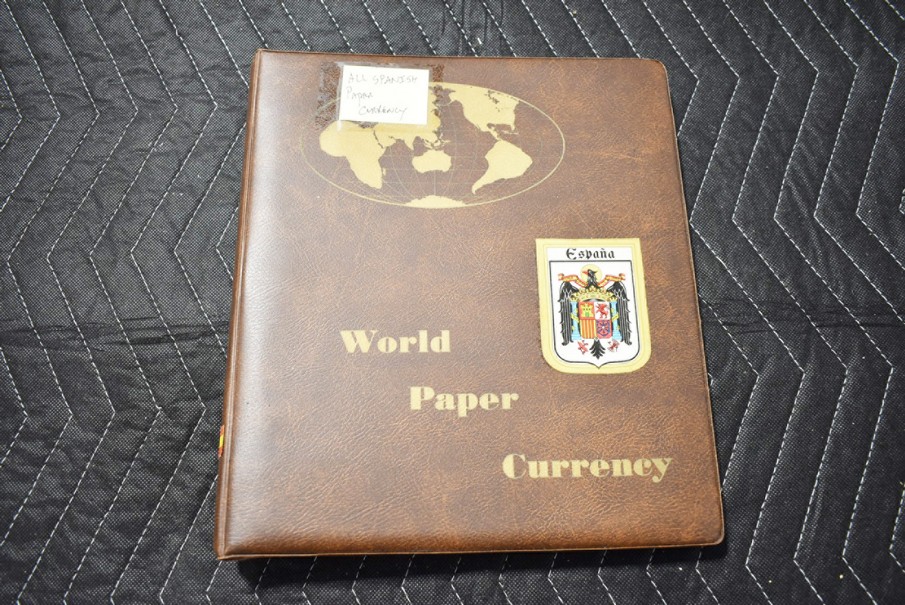 ALL SPANISH
Paper
Currency
España
World
Paper
Currency